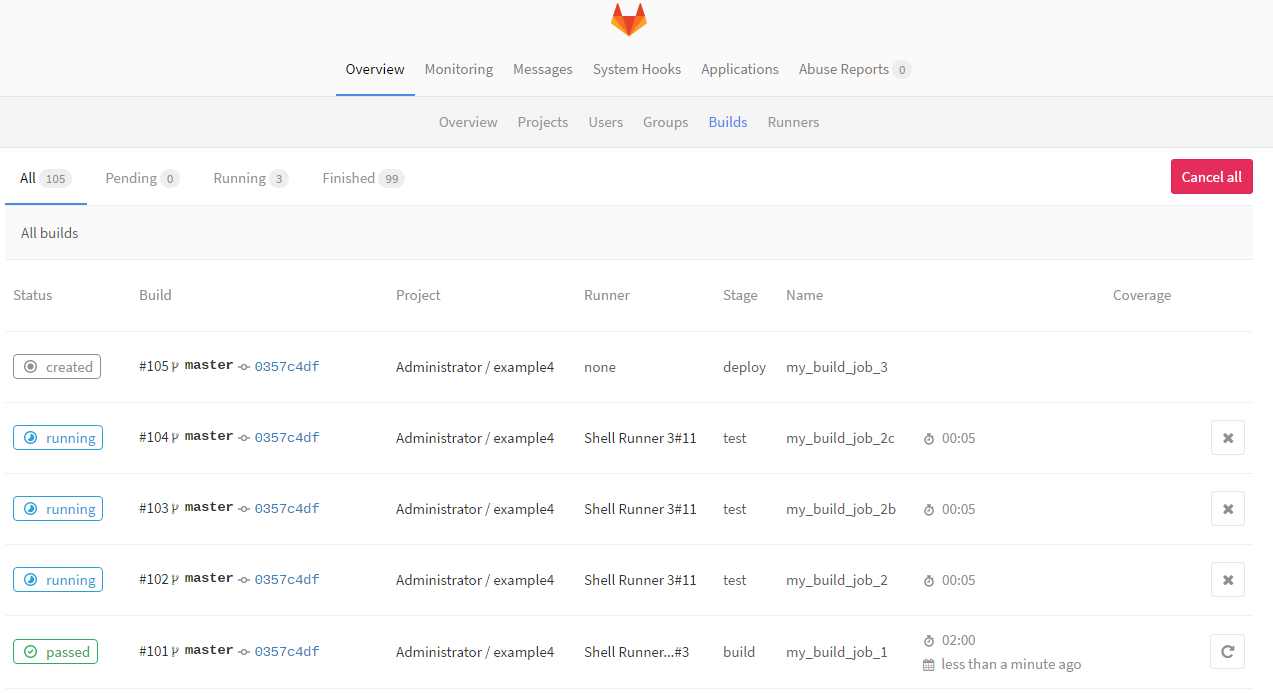 Overview Monitoring Messages System Hooks Applications Abuse Reports 0
Overview Projects Users Groups Builds Runners
All 105 Pending 0 Running 3 Finished 99 Cancel all
All builds
Status Build Project Runner Stage Name Coverage
created #105 master 0357c4df Administrator / example4 none deploy my_build_job_3
running #104 master 0357c4df Administrator / example4 Shell Runner 3#11 test my_build_job_2c 00:05
running #103 master 0357c4df Administrator / example4 Shell Runner 3#11 test my_build_job_2b 00:05
running #102 master 0357c4df Administrator / example4 Shell Runner 3#11 test my_build_job_2 00:05
passed #101 master 0357c4df Administrator / example4 Shell Runner...#3 build my_build_job_1 02:00
less than a minute ago